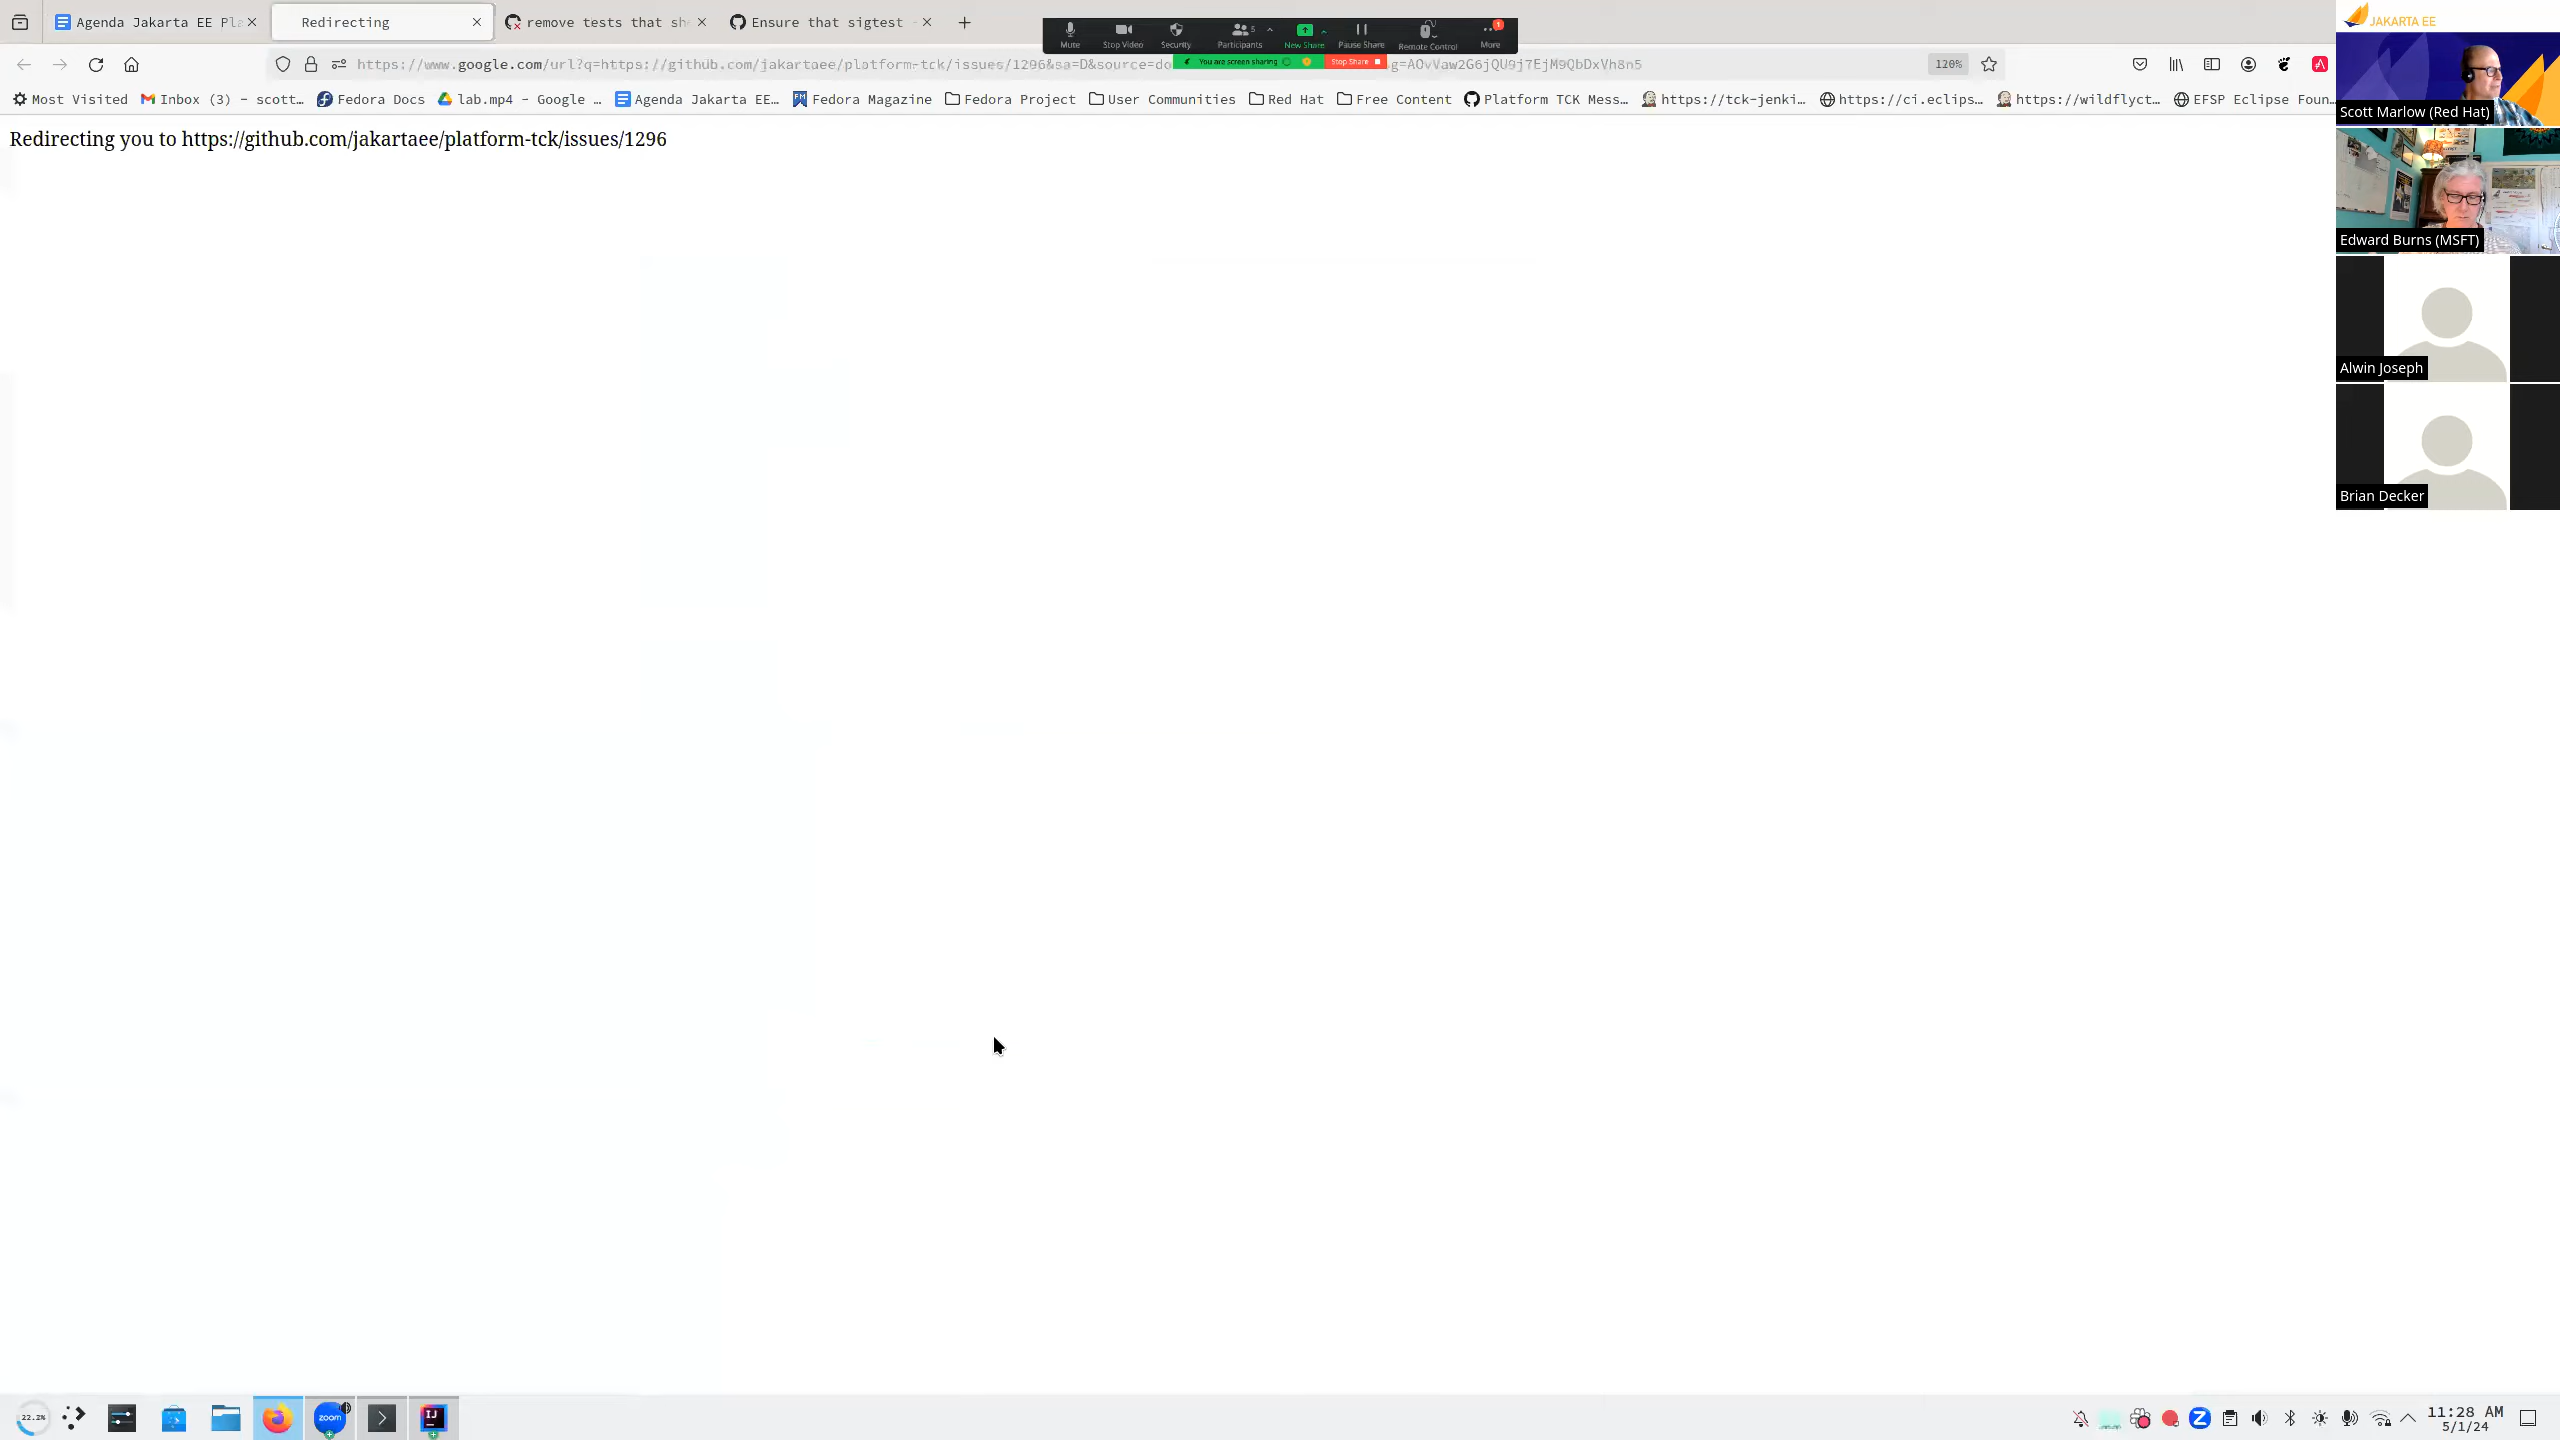 Agenda Jakarta EE Pl
Redirecting
remove tests that sh
Ensure that sigtest
Mute
Stop Video
Security
Participants
5
New Share
Pause Share
Remote Control
More
1
You are screen sharing
Stop Share
https://www.google.com/url?q=https://github.com/jakartaee/platform-tck/issues/1296&sa=D&source=do
g=AOvVaw2G6jQU9j7EjM9QbDxVh8n5
120%
Most Visited
Inbox (3) – scott…
Fedora Docs
lab.mp4 – Google …
Agenda Jakarta EE…
Fedora Magazine
Fedora Project
User Communities
Red Hat
Free Content
Platform TCK Mess…
https://tck-jenki…
https://ci.eclips…
https://wildflyct…
EFSP Eclipse Foun…
Redirecting you to https://github.com/jakartaee/platform-tck/issues/1296
JAKARTA EE
Scott Marlow (Red Hat)
Edward Burns (MSFT)
Alwin Joseph
Brian Decker
22.2%
zoom
IJ
Z
11:28 AM
5/1/24